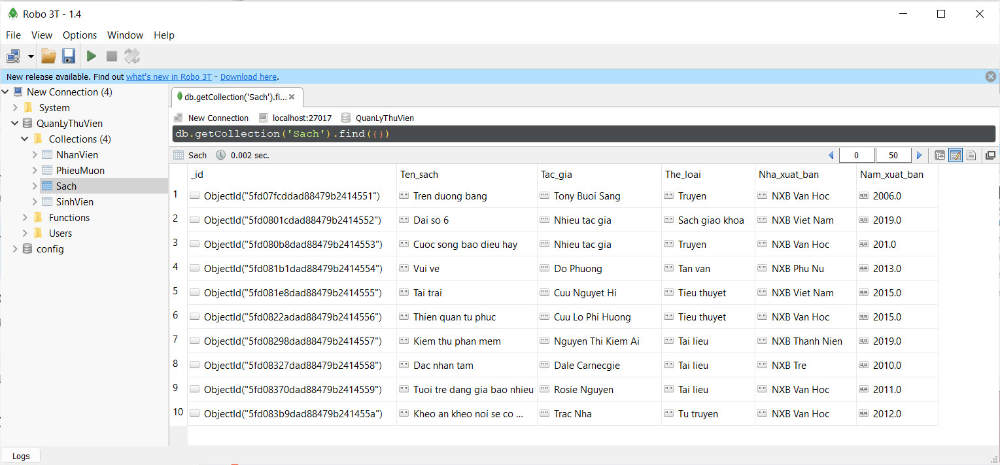 Robo 3T - 1.4
File View Options Window Help
New release available. Find out what's new in Robo 3T - Download here.
New Connection (4)
System
QuanLyThuVien
Collections (4)
NhanVien
PhieuMuon
Sach
SinhVien
Functions
Users
config
db.getCollection('Sach').fi...
New Connection localhost:27017 QuanLyThuVien
db.getCollection('Sach').find({})
Sach 0.002 sec. 0 50
_id Ten_sach Tac_gia The_loai Nha_xuat_ban Nam_xuat_ban
1 ObjectId("5fd07fcddad88479b2414551") "" Tren duong bang "" Tony Buoi Sang "" Truyen "" NXB Van Hoc ## 2006.0
2 ObjectId("5fd0801cdad88479b2414552") "" Dai so 6 "" Nhieu tac gia "" Sach giao khoa "" NXB Viet Nam ## 2019.0
3 ObjectId("5fd080b8dad88479b2414553") "" Cuoc song bao dieu hay "" Nhieu tac gia "" Truyen "" NXB Van Hoc ## 201.0
4 ObjectId("5fd081b1dad88479b2414554") "" Vui ve "" Do Phuong "" Tan van "" NXB Phu Nu ## 2013.0
5 ObjectId("5fd081e8dad88479b2414555") "" Tai trai "" Cuu Nguyet Hi "" Tieu thuyet "" NXB Viet Nam ## 2015.0
6 ObjectId("5fd0822adad88479b2414556") "" Thien quan tu phuc "" Cuu Lo Phi Huong "" Tieu thuyet "" NXB Van Hoc ## 2015.0
7 ObjectId("5fd08298dad88479b2414557") "" Kiem thu phan mem "" Nguyen Thi Kiem Ai "" Tai lieu "" NXB Thanh Nien ## 2019.0
8 ObjectId("5fd08327dad88479b2414558") "" Dac nhan tam "" Dale Carnecgie "" Tai lieu "" NXB Tre ## 2010.0
9 ObjectId("5fd08370dad88479b2414559") "" Tuoi tre dang gia bao nhieu "" Rosie Nguyen "" Tai lieu "" NXB Van Hoc ## 2011.0
10 ObjectId("5fd083b9dad88479b241455a") "" Kheo an kheo noi se co ... "" Trac Nha "" Tu truyen "" NXB Van Hoc ## 2012.0
Logs